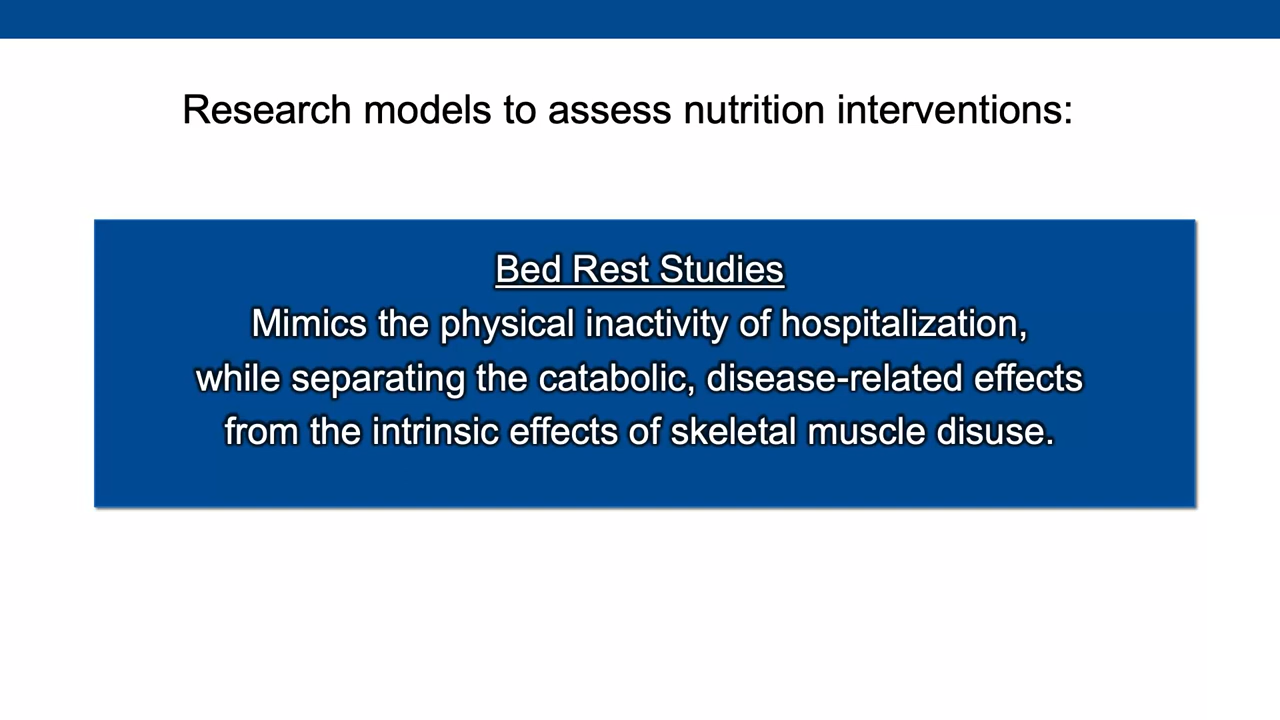 Research models to assess nutrition interventions:
Bed Rest Studies
Mimics the physical inactivity of hospitalization,
while separating the catabolic, disease-related effects
from the intrinsic effects of skeletal muscle disuse.